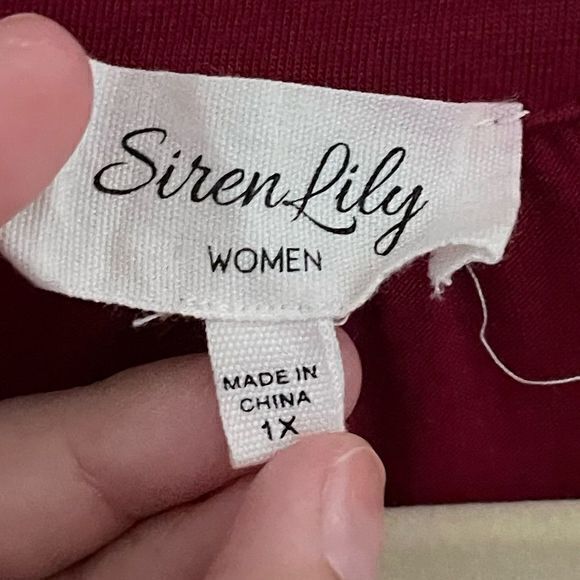 Siren Lily
WOMEN
MADE IN
CHINA
1X